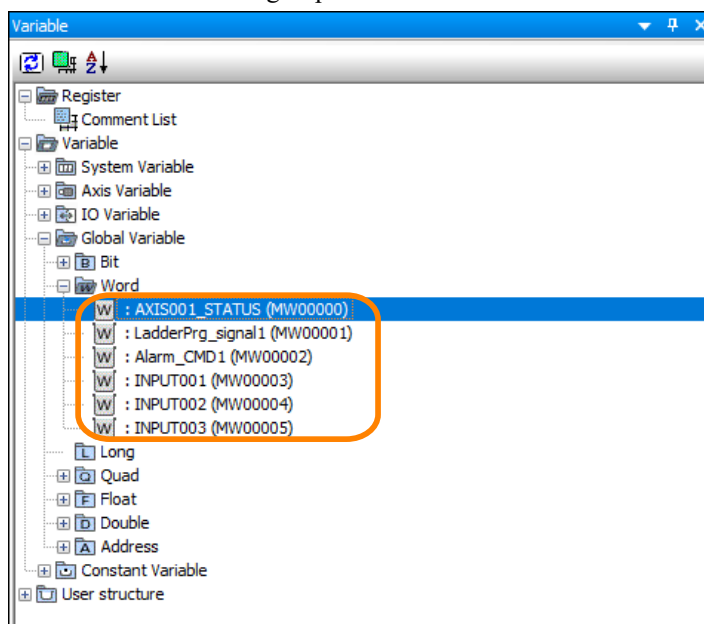 Variable
Register
Comment List
Variable
System Variable
Axis Variable
IO Variable
Global Variable
B Bit
W Word
W : AXIS001_STATUS (MW00000)
W : LadderPrg_signal1 (MW00001)
W : Alarm_CMD1 (MW00002)
W : INPUT001 (MW00003)
W : INPUT002 (MW00004)
W : INPUT003 (MW00005)
L Long
Q Quad
F Float
D Double
A Address
Constant Variable
User structure